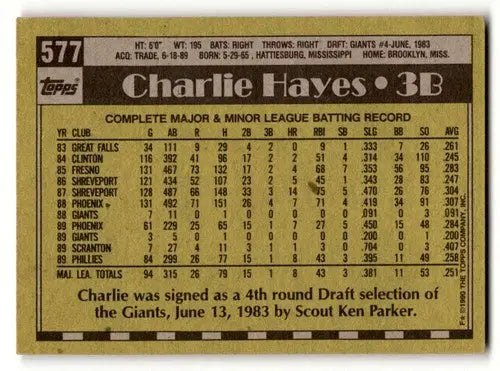 577
HT: 6'0" WT: 195 BATS: RIGHT THROWS: RIGHT DRFT: GIANTS #4-JUNE, 1983
ACQ: TRADE, 6-18-89 BORN: 5-29-65, HATTIESBURG, MISSISSIPPI HOME: BROOKLYN, MISS.
Topps
Charlie Hayes • 3B
COMPLETE MAJOR & MINOR LEAGUE BATTING RECORD
YR CLUB G AB R H 2B 3B HR RBI SB SLG BB SO AVG
83 GREAT FALLS 34 111 9 29 4 2 0 9 1 .333 7 26 .261
84 CLINTON 116 392 41 96 17 2 2 51 4 .314 34 110 .245
85 FRESNO 131 467 73 132 17 2 4 68 7 .353 56 95 .283
86 SHREVEPORT 121 434 52 107 23 2 5 45 1 .343 28 83 .247
87 SHREVEPORT 128 487 66 148 33 3 14 75 5 .470 26 76 .304
88 PHOENIX 131 492 71 151 26 4 7 71 4 .419 34 91 .307
88 GIANTS 7 11 0 1 0 0 0 0 0 .091 0 3 .091
89 PHOENIX 61 229 25 65 15 1 7 27 5 .450 15 48 .284
89 GIANTS 3 5 0 1 0 0 0 0 0 .200 0 1 .200
89 SCRANTON 7 27 4 11 3 1 1 3 0 .704 0 3 .407
89 PHILLIES 84 299 26 77 15 1 8 43 3 .395 11 49 .258
MAJ. LEA. TOTALS 94 315 26 79 15 1 8 43 3 .381 11 53 .251
Charlie was signed as a 4th round Draft selection of
the Giants, June 13, 1983 by Scout Ken Parker.
© 1990 THE TOPPS COMPANY, INC.